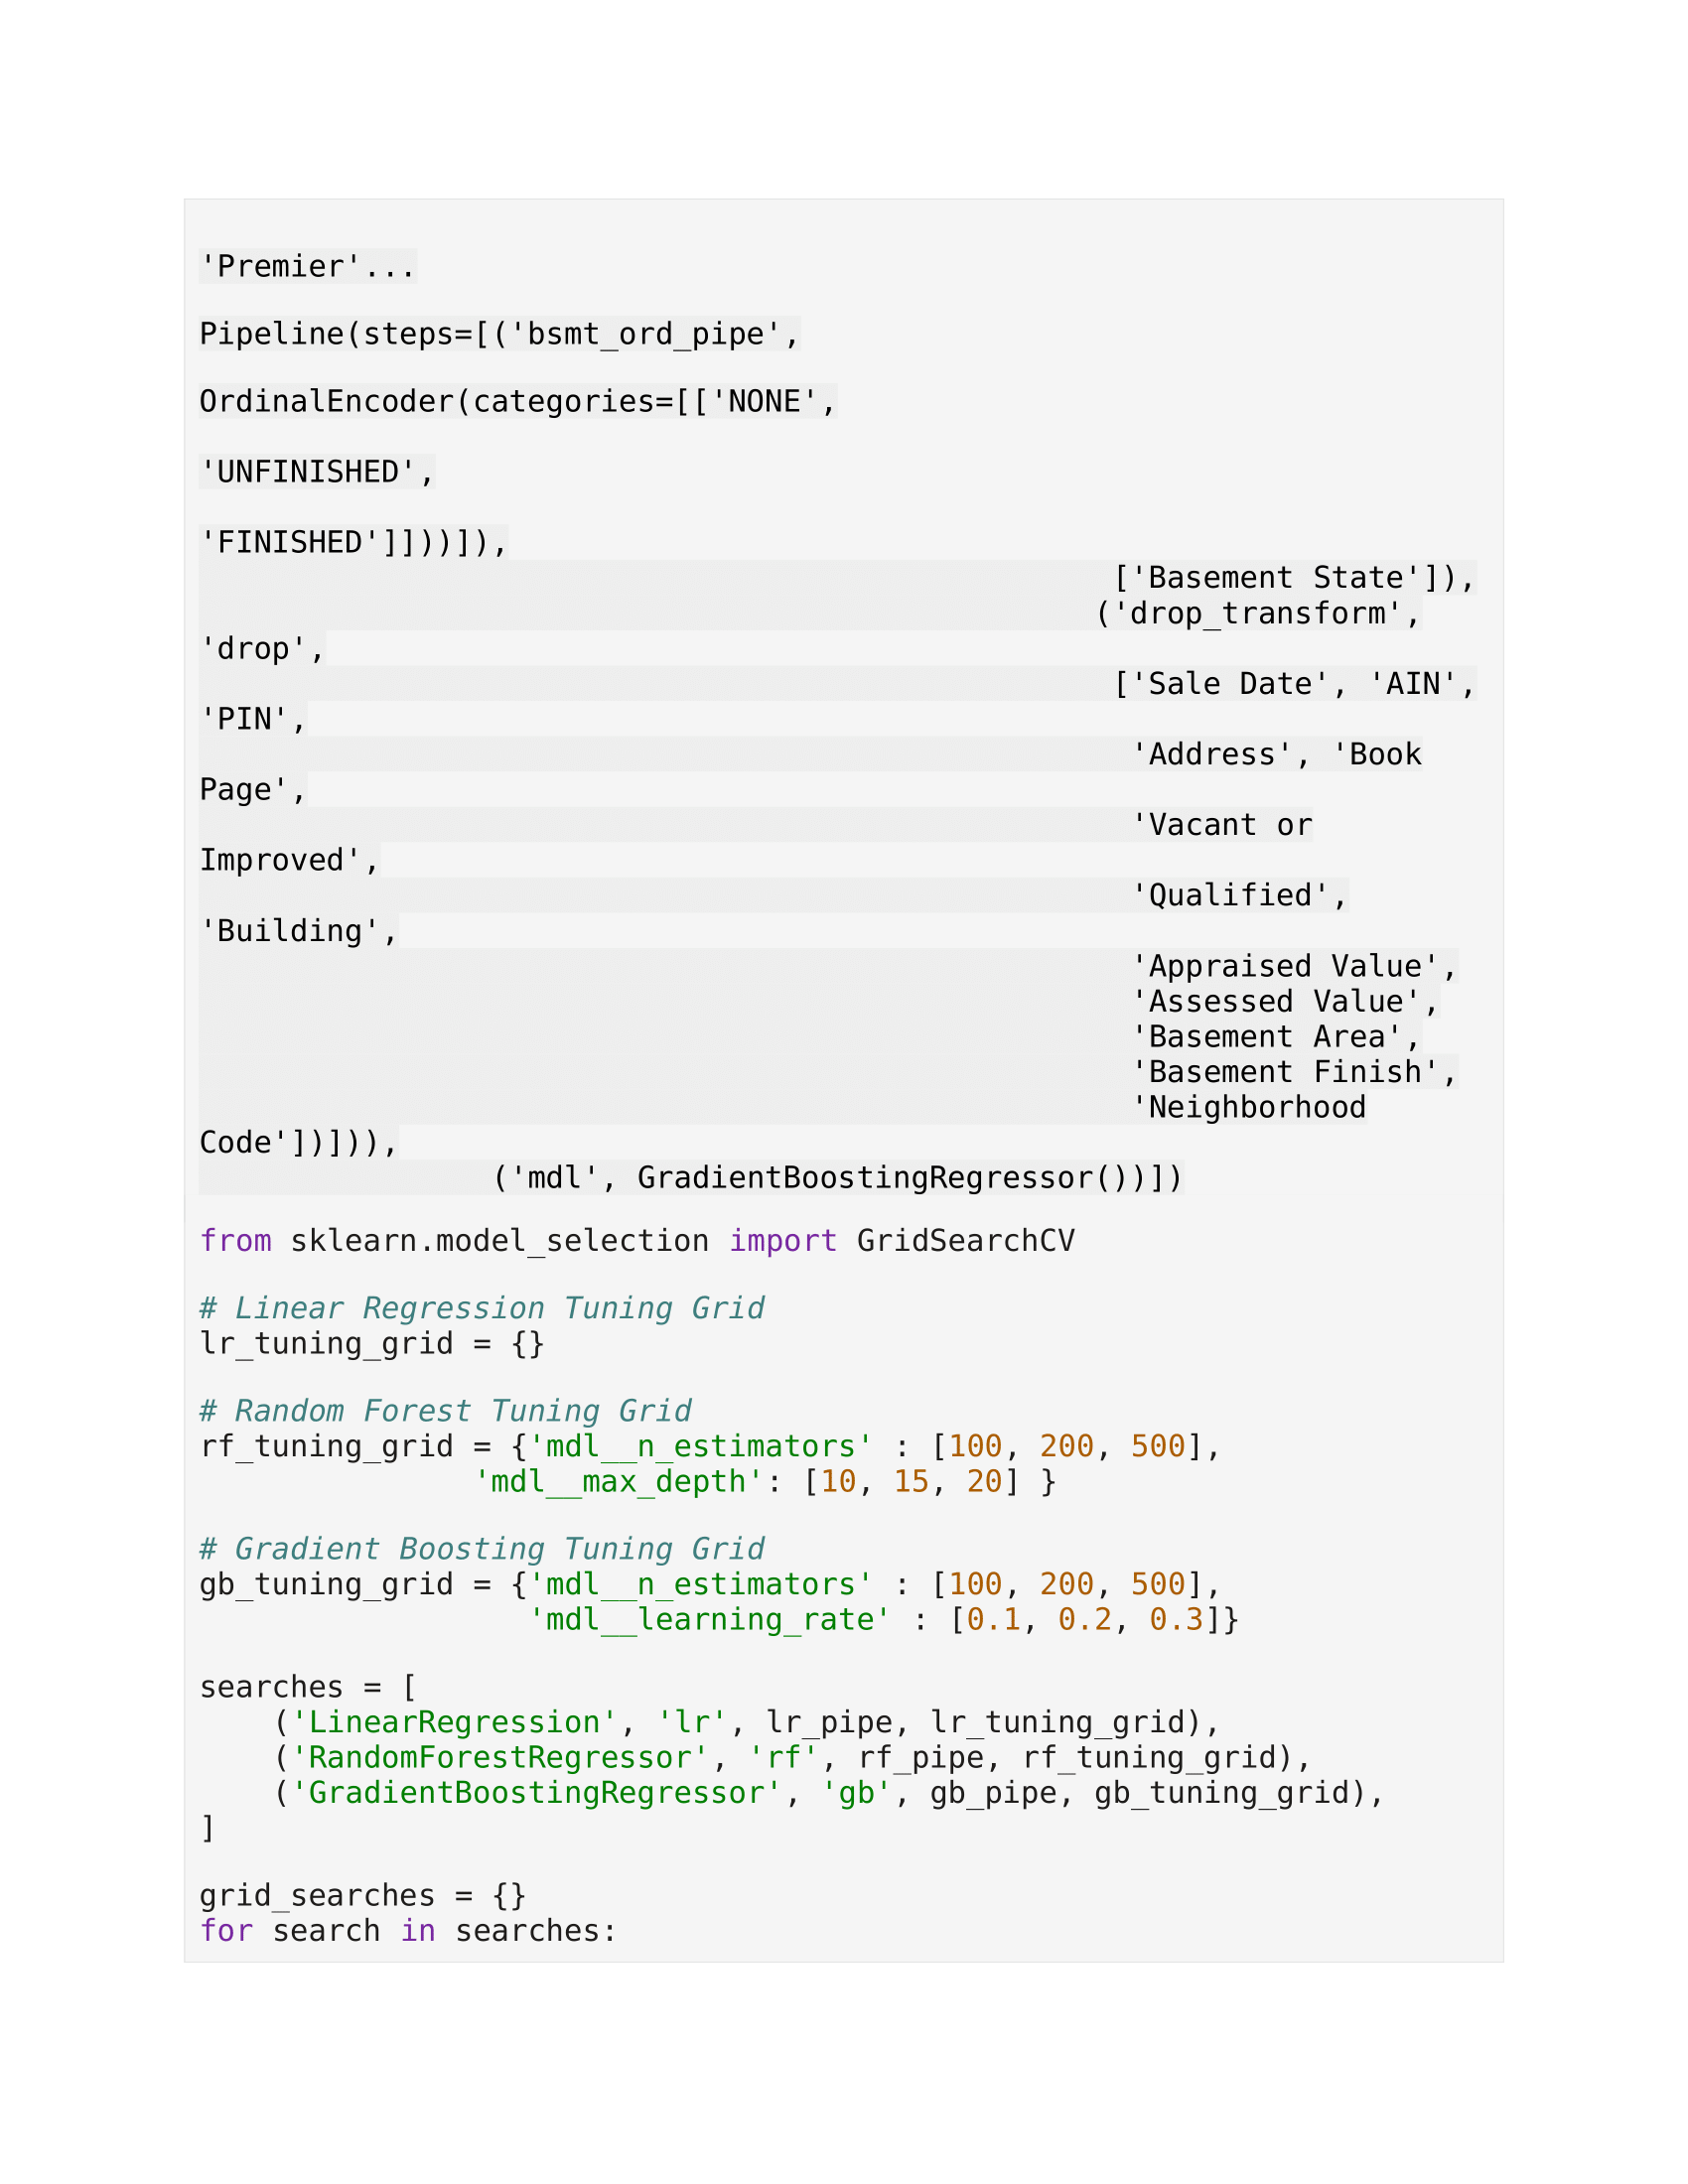 'Premier'...
Pipeline(steps=[('bsmt_ord_pipe',
OrdinalEncoder(categories=[['NONE',
'UNFINISHED',
'FINISHED']]))]),
['Basement State']),
('drop_transform',
'drop',
['Sale Date', 'AIN',
'PIN',
'Address', 'Book
Page',
'Vacant or
Improved',
'Qualified',
'Building',
'Appraised Value',
'Assessed Value',
'Basement Area',
'Basement Finish',
'Neighborhood
Code'])])),
('mdl', GradientBoostingRegressor())])
from sklearn.model_selection import GridSearchCV
# Linear Regression Tuning Grid
lr_tuning_grid = {}
# Random Forest Tuning Grid
rf_tuning_grid = {'mdl__n_estimators' : [100, 200, 500],
'mdl__max_depth': [10, 15, 20] }
# Gradient Boosting Tuning Grid
gb_tuning_grid = {'mdl__n_estimators' : [100, 200, 500],
'mdl__learning_rate' : [0.1, 0.2, 0.3]}
searches = [
('LinearRegression', 'lr', lr_pipe, lr_tuning_grid),
('RandomForestRegressor', 'rf', rf_pipe, rf_tuning_grid),
('GradientBoostingRegressor', 'gb', gb_pipe, gb_tuning_grid),
]
grid_searches = {}
for search in searches: